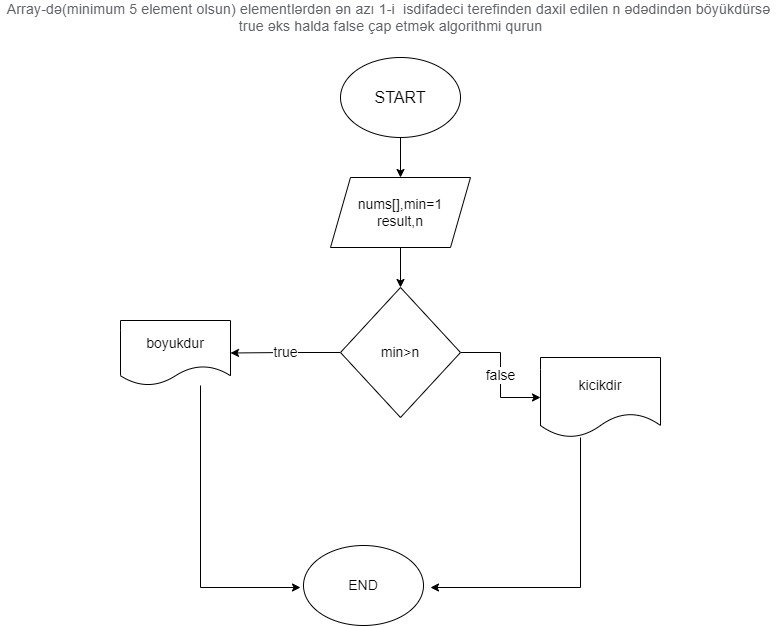 Array-də(minimum 5 element olsun) elementlərdən ən azı 1-i isdifadeci terefinden daxil edilen n ədədindən böyükdürsə
true əks halda false çap etmək algorithmi qurun
START
nums[],min=1
result,n
boyukdur
true
min>n
false
kicikdir
END